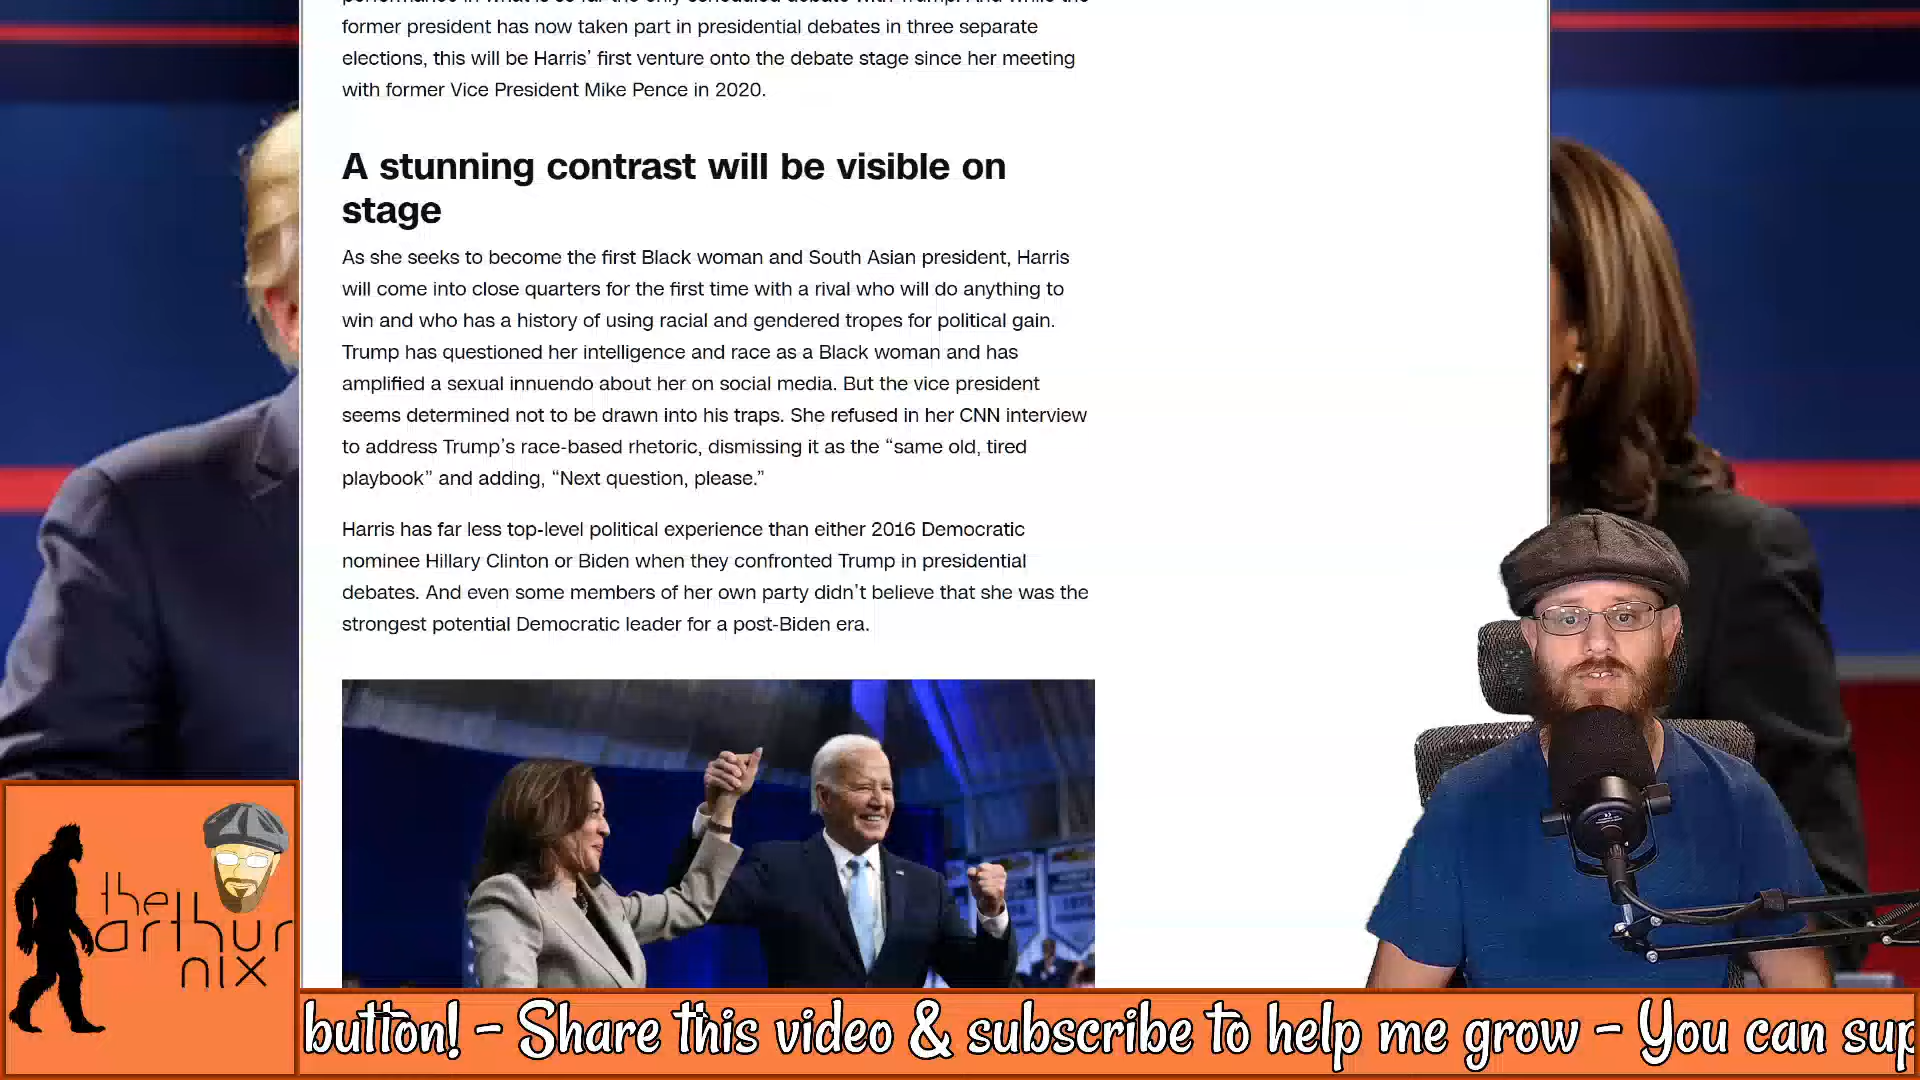 former president has now taken part in presidential debates in three separate
elections, this will be Harris’ first venture onto the debate stage since her meeting
with former Vice President Mike Pence in 2020.
A stunning contrast will be visible on
stage
As she seeks to become the first Black woman and South Asian president, Harris
will come into close quarters for the first time with a rival who will do anything to
win and who has a history of using racial and gendered tropes for political gain.
Trump has questioned her intelligence and race as a Black woman and has
amplified a sexual innuendo about her on social media. But the vice president
seems determined not to be drawn into his traps. She refused in her CNN interview
to address Trump’s race-based rhetoric, dismissing it as the “same old, tired
playbook” and adding, “Next question, please.”
Harris has far less top-level political experience than either 2016 Democratic
nominee Hillary Clinton or Biden when they confronted Trump in presidential
debates. And even some members of her own party didn’t believe that she was the
strongest potential Democratic leader for a post-Biden era.
the
arthur
nix
button! - Share this video & subscribe to help me grow - You can sup